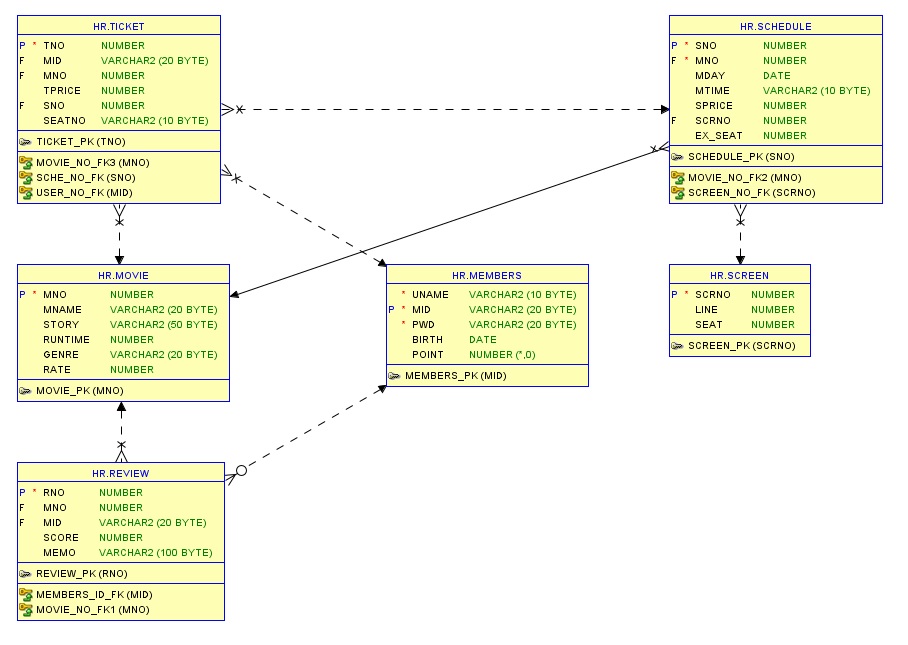 HR.TICKET
P * TNO NUMBER
F MID VARCHAR2 (20 BYTE)
F MNO NUMBER
TPRICE NUMBER
F SNO NUMBER
SEATNO VARCHAR2 (10 BYTE)
TICKET_PK (TNO)
MOVIE_NO_FK3 (MNO)
SCHE_NO_FK (SNO)
USER_NO_FK (MID)
HR.SCHEDULE
P * SNO NUMBER
F * MNO NUMBER
MDAY DATE
MTIME VARCHAR2 (10 BYTE)
SPRICE NUMBER
F SCRNO NUMBER
EX_SEAT NUMBER
SCHEDULE_PK (SNO)
MOVIE_NO_FK2 (MNO)
SCREEN_NO_FK (SCRNO)
HR.MOVIE
P * MNO NUMBER
MNAME VARCHAR2 (20 BYTE)
STORY VARCHAR2 (50 BYTE)
RUNTIME NUMBER
GENRE VARCHAR2 (20 BYTE)
RATE NUMBER
MOVIE_PK (MNO)
HR.MEMBERS
* UNAME VARCHAR2 (10 BYTE)
P * MID VARCHAR2 (20 BYTE)
* PWD VARCHAR2 (20 BYTE)
BIRTH DATE
POINT NUMBER (*,0)
MEMBERS_PK (MID)
HR.SCREEN
P * SCRNO NUMBER
LINE NUMBER
SEAT NUMBER
SCREEN_PK (SCRNO)
HR.REVIEW
P * RNO NUMBER
F MNO NUMBER
F MID VARCHAR2 (20 BYTE)
SCORE NUMBER
MEMO VARCHAR2 (100 BYTE)
REVIEW_PK (RNO)
MEMBERS_ID_FK (MID)
MOVIE_NO_FK1 (MNO)